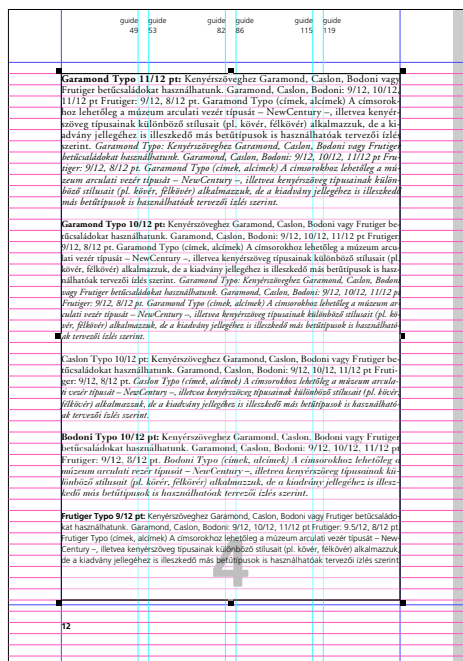 guide guide guide guide guide guide
49 53 82 86 115 119
Garamond Typo 11/12 pt: Kenyérszöveghez Garamond, Caslon, Bodoni vagy
Frutiger betűcsaládokat használhatunk. Garamond, Caslon, Bodoni: 9/12, 10/12,
11/12 pt Frutiger: 9/12, 8/12 pt. Garamond Typo (címek, alcímek) A címsorok-
hoz lehetőleg a múzeum arculati vezér típusát – NewCentury –, illetvea kenyér-
szöveg típusainak különböző stílusait (pl. kövér, félkövér) alkalmazzuk, de a ki-
advány jellegéhez is illeszkedő más betűtípusok is használhatóak tervezői ízlés
szerint. Garamond Typo: Kenyérszöveghez Garamond, Caslon, Bodoni vagy Frutiger
betűcsaládokat használhatunk. Garamond, Caslon, Bodoni: 9/12, 10/12, 11/12 pt Fru-
tiger: 9/12, 8/12 pt. Garamond Typo (címek, alcímek) A címsorokhoz lehetőleg a mú-
zeum arculati vezér típusát – NewCentury –, illetvea kenyérszöveg típusainak külön-
böző stílusait (pl. kövér, félkövér) alkalmazzuk, de a kiadvány jellegéhez is illeszkedő
más betűtípusok is használhatóak tervezői ízlés szerint.
Garamond Typo 10/12 pt: Kenyérszöveghez Garamond, Caslon, Bodoni vagy Frutiger be-
tűcsaládokat használhatunk. Garamond, Caslon, Bodoni: 9/12, 10/12, 11/12 pt Frutiger:
9/12, 8/12 pt. Garamond Typo (címek, alcímek) A címsorokhoz lehetőleg a múzeum arcu-
lati vezér típusát – NewCentury –, illetvea kenyérszöveg típusainak különböző stílusait (pl.
kövér, félkövér) alkalmazzuk, de a kiadvány jellegéhez is illeszkedő más betűtípusok is hasz-
nálhatóak tervezői ízlés szerint. Garamond Typo: Kenyérszöveghez Garamond, Caslon, Bodoni
vagy Frutiger betűcsaládokat használhatunk. Garamond, Caslon, Bodoni: 9/12, 10/12, 11/12 pt
Frutiger: 9/12, 8/12 pt. Garamond Typo (címek, alcímek) A címsorokhoz lehetőleg a múzeum ar-
culati vezér típusát – NewCentury –, illetvea kenyérszöveg típusainak különböző stílusait (pl. kö-
vér, félkövér) alkalmazzuk, de a kiadvány jellegéhez is illeszkedő más betűtípusok is használható-
ak tervezői ízlés szerint.
Caslon Typo 10/12 pt: Kenyérszöveghez Garamond, Caslon, Bodoni vagy Frutiger be-
tűcsaládokat használhatunk. Garamond, Caslon, Bodoni: 9/12, 10/12, 11/12 pt Fruti-
ger: 9/12, 8/12 pt. Caslon Typo (címek, alcímek) A címsorokhoz lehetőleg a múzeum arcula-
ti vezér típusát – NewCentury –, illetvea kenyérszöveg típusainak különböző stílusait (pl. kövér,
félkövér) alkalmazzuk, de a kiadvány jellegéhez is illeszkedő más betűtípusok is használható-
ak tervezői ízlés szerint.
Bodoni Typo 10/12 pt: Kenyérszöveghez Garamond, Caslon, Bodoni vagy Frutiger
betűcsaládokat használhatunk. Garamond, Caslon, Bodoni: 9/12, 10/12, 11/12 pt
Frutiger: 9/12, 8/12 pt. Bodoni Typo (címek, alcímek) A címsorokhoz lehetőleg a
múzeum arculati vezér típusát – NewCentury –, illetvea kenyérszöveg típusainak kü-
lönböző stílusait (pl. kövér, félkövér) alkalmazzuk, de a kiadvány jellegéhez is illesz-
kedő más betűtípusok is használhatóak tervezői ízlés szerint.
Frutiger Typo 9/12 pt: Kenyérszöveghez Garamond, Caslon, Bodoni vagy Frutiger betűcsaládo-
kat használhatunk. Garamond, Caslon, Bodoni: 9/12, 10/12, 11/12 pt Frutiger: 9.5/12, 8/12 pt.
Frutiger Typo (címek, alcímek) A címsorokhoz lehetőleg a múzeum arculati vezér típusát – New-
Century –, illetvea kenyérszöveg típusainak különböző stílusait (pl. kövér, félkövér) alkalmazzuk,
de a kiadvány jellegéhez is illeszkedő más betűtípusok is használhatóak tervezői ízlés szerint.
4
12